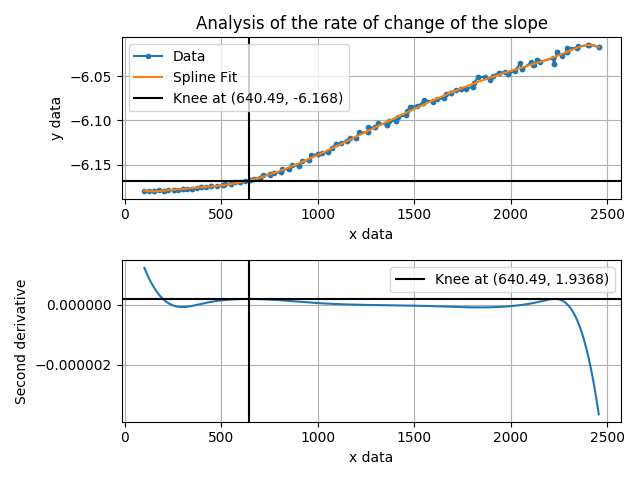 Analysis of the rate of change of the slope
Data
Spline Fit
Knee at (640.49, -6.168)
y data
−6.05
−6.10
−6.15
0 500 1000 1500 2000 2500
x data
Knee at (640.49, 1.9368)
Second derivative
0.000000
−0.000002
0 500 1000 1500 2000 2500
x data